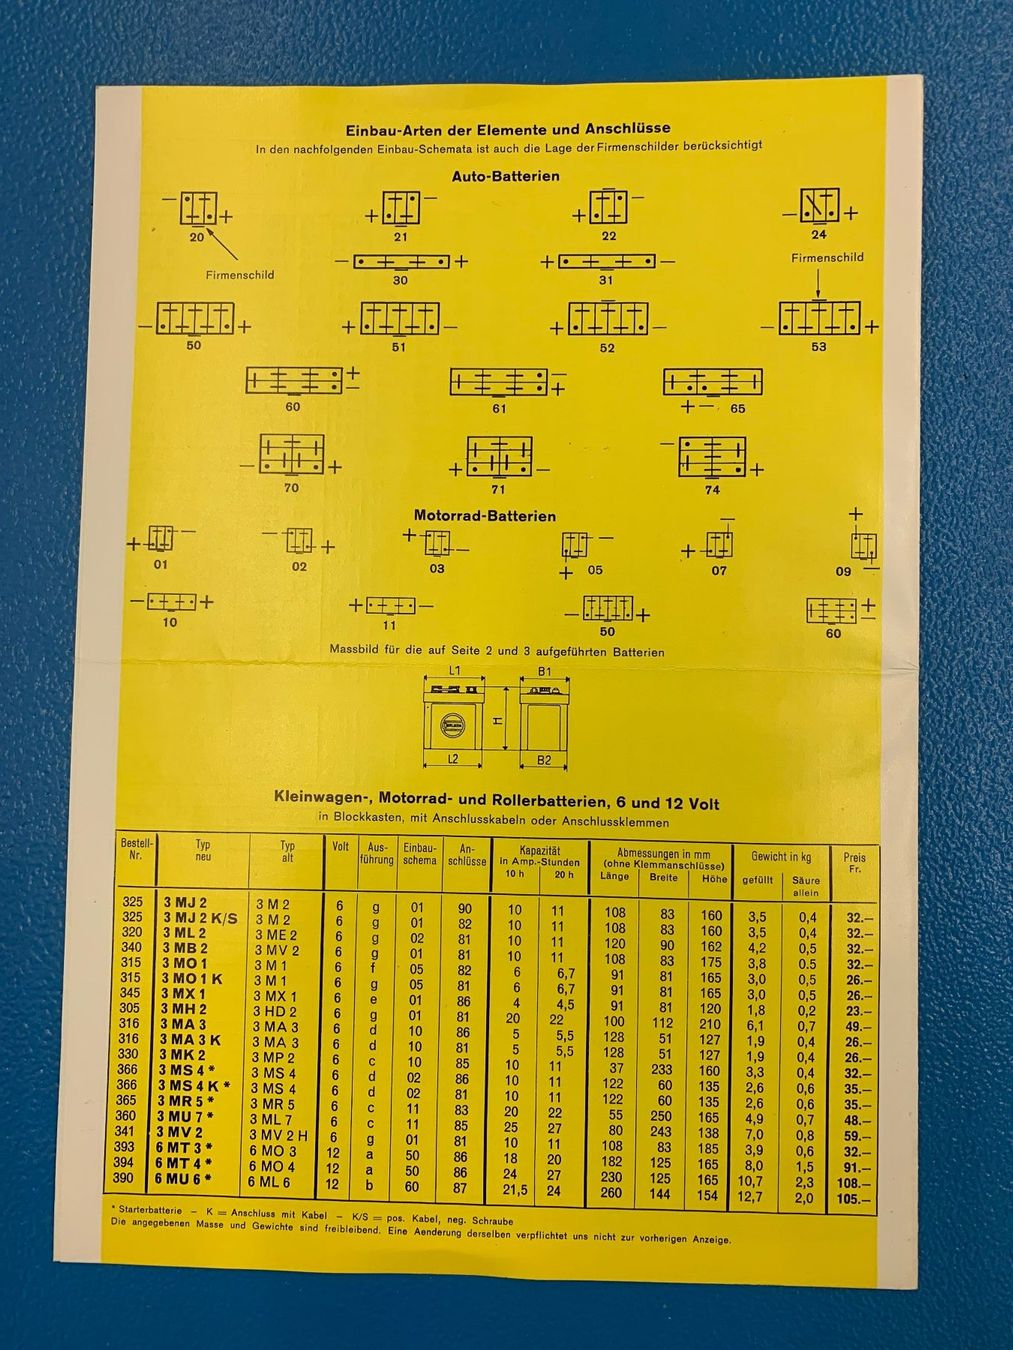 Einbau-Arten der Elemente und Anschlüsse
In den nachfolgenden Einbau-Schemata ist auch die Lage der Firmenschilder berücksichtigt
Auto-Batterien
20 21 22 24
Firmenschild
Firmenschild
30 31
50 51 52 53
60 61 65
70 71 74
Motorrad-Batterien
01 02 03 05 07 09
10 11 50 60
Massbild für die auf Seite 2 und 3 aufgeführten Batterien
L1 B1
H
L2 B2
Kleinwagen-, Motorrad- und Rollerbatterien, 6 und 12 Volt
in Blockkasten, mit Anschlusskabeln oder Anschlussklemmen
Bestell-Nr. Typ neu Typ alt Volt Aus-führung Einbau-schema An-schlüsse Kapazität in Amp.-Stunden 10 h 20 h Abmessungen in mm (ohne Klemmanschlüsse) Länge Breite Höhe Gewicht in kg gefüllt Säure allein Preis Fr.
325 3 MJ 2 3 M 2 6 g 01 90 10 11 108 83 160 3,5 0,4 32.—
325 3 MJ 2 K/S 3 M 2 6 g 01 82 10 11 108 83 160 3,5 0,4 32.—
320 3 ML 2 3 ME 2 6 g 02 81 10 11 120 90 162 4,2 0,5 32.—
340 3 MB 2 3 MV 2 6 g 01 81 10 11 108 83 175 3,8 0.5 32.—
315 3 MO 1 3 M 1 6 f 05 82 6 6,7 91 81 165 3,0 0,5 26.—
315 3 MO 1 K 3 M 1 6 g 05 81 6 6,7 91 81 165 3,0 0,5 26.—
345 3 MX 1 3 MX 1 6 e 01 86 4 4,5 91 81 120 1,8 0,2 23.—
305 3 MH 2 3 HD 2 6 g 01 81 20 22 100 112 210 6,1 0,7 49.—
316 3 MA 3 3 MA 3 6 d 10 86 5 5,5 128 51 127 1,9 0,4 26.—
316 3 MA 3 K 3 MA 3 6 d 10 81 5 5,5 128 51 127 1,9 0,4 26.—
330 3 MK 2 3 MP 2 6 c 10 85 10 11 37 233 160 3,3 0,4 32.—
366 3 MS 4 * 3 MS 4 6 d 02 86 10 11 122 60 135 2,6 0,6 35.—
366 3 MS 4 K * 3 MS 4 6 d 02 81 10 11 122 60 135 2,6 0,6 35.—
365 3 MR 5 * 3 MR 5 6 c 11 83 20 22 55 250 165 4,9 0,7 48.—
360 3 MU 7 * 3 ML 7 6 c 11 85 25 27 80 243 138 7,0 0,8 59.—
341 3 MV 2 3 MV 2 H 6 g 01 81 10 11 108 83 185 3,9 0,6 32.—
393 6 MT 3 * 6 MO 3 12 a 50 86 18 20 182 125 165 8,0 1,5 91.—
394 6 MT 4 * 6 MO 4 12 a 50 86 24 27 230 125 165 10,7 2,3 108.—
390 6 MU 6 * 6 ML 6 12 b 60 87 21,5 24 260 144 154 12,7 2,0 105.—
* Starterbatterie — K = Anschluss mit Kabel — K/S = pos. Kabel, neg. Schraube
Die angegebenen Masse und Gewichte sind freibleibend. Eine Aenderung derselben verpflichtet uns nicht zur vorherigen Anzeige.